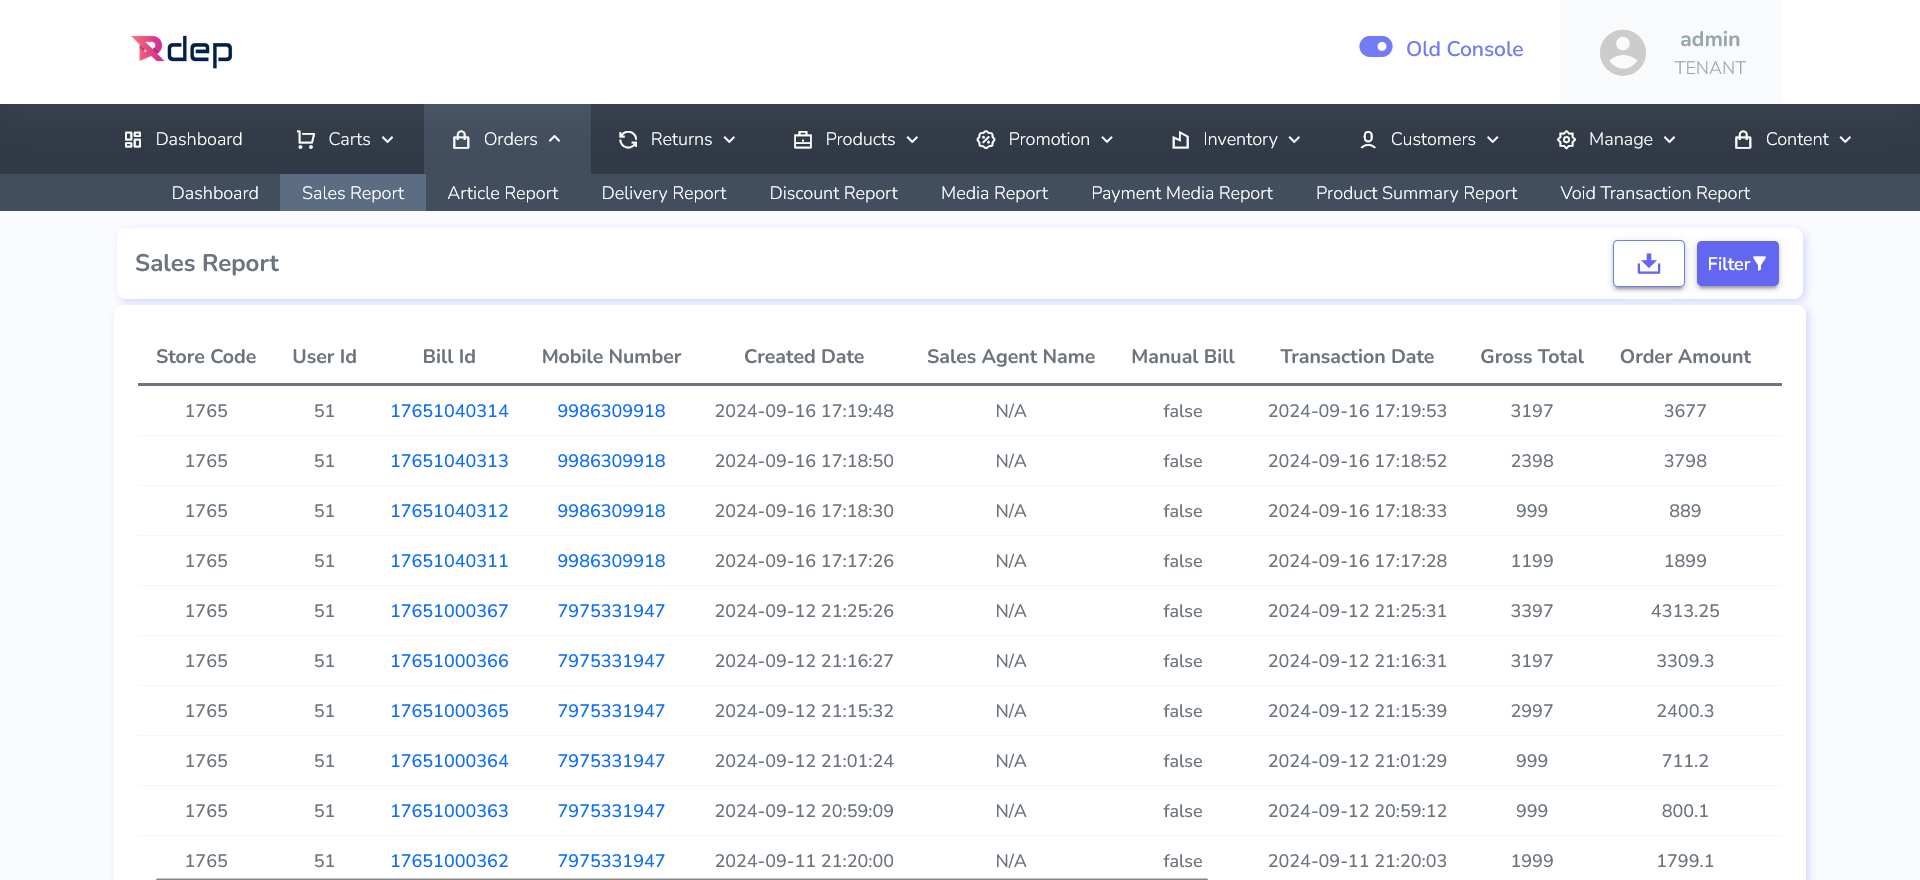 Rdep
Old Console
admin
TENANT
Dashboard Carts Orders Returns Products Promotion Inventory Customers Manage Content
Dashboard Sales Report Article Report Delivery Report Discount Report Media Report Payment Media Report Product Summary Report Void Transaction Report
Sales Report
Filter
Store Code User Id Bill Id Mobile Number Created Date Sales Agent Name Manual Bill Transaction Date Gross Total Order Amount
1765 51 17651040314 9986309918 2024-09-16 17:19:48 N/A false 2024-09-16 17:19:53 3197 3677
1765 51 17651040313 9986309918 2024-09-16 17:18:50 N/A false 2024-09-16 17:18:52 2398 3798
1765 51 17651040312 9986309918 2024-09-16 17:18:30 N/A false 2024-09-16 17:18:33 999 889
1765 51 17651040311 9986309918 2024-09-16 17:17:26 N/A false 2024-09-16 17:17:28 1199 1899
1765 51 17651000367 7975331947 2024-09-12 21:25:26 N/A false 2024-09-12 21:25:31 3397 4313.25
1765 51 17651000366 7975331947 2024-09-12 21:16:27 N/A false 2024-09-12 21:16:31 3197 3309.3
1765 51 17651000365 7975331947 2024-09-12 21:15:32 N/A false 2024-09-12 21:15:39 2997 2400.3
1765 51 17651000364 7975331947 2024-09-12 21:01:24 N/A false 2024-09-12 21:01:29 999 711.2
1765 51 17651000363 7975331947 2024-09-12 20:59:09 N/A false 2024-09-12 20:59:12 999 800.1
1765 51 17651000362 7975331947 2024-09-11 21:20:00 N/A false 2024-09-11 21:20:03 1999 1799.1